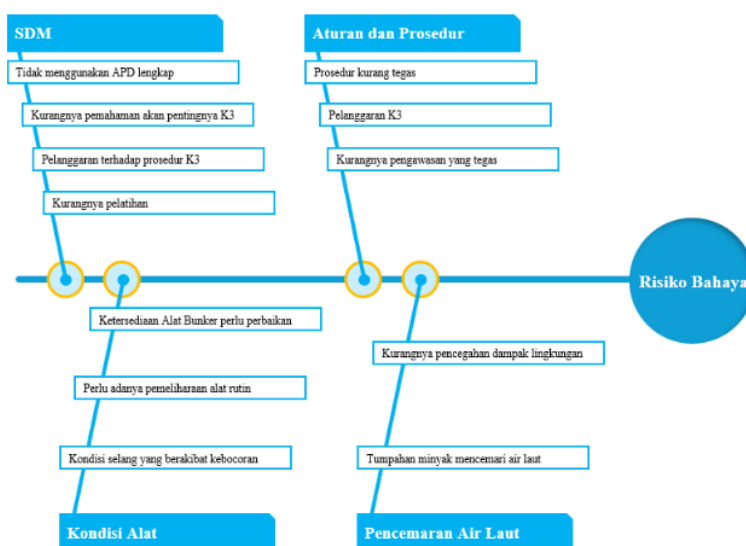 SDM
Tidak menggunakan APD lengkap
Kurangnya pemahaman akan pentingnya K3
Pelanggaran terhadap prosedur K3
Kurangnya pelatihan
Aturan dan Prosedur
Prosedur kurang tegas
Pelanggaran K3
Kurangnya pengawasan yang tegas
Risiko Bahaya
Ketersediaan Alat Bunker perlu perbaikan
Perlu adanya pemeliharaan alat rutin
Kondisi selang yang berakibat kebocoran
Kondisi Alat
Kurangnya pencegahan dampak lingkungan
Tumpahan minyak mencemari air laut
Pencemaran Air Laut